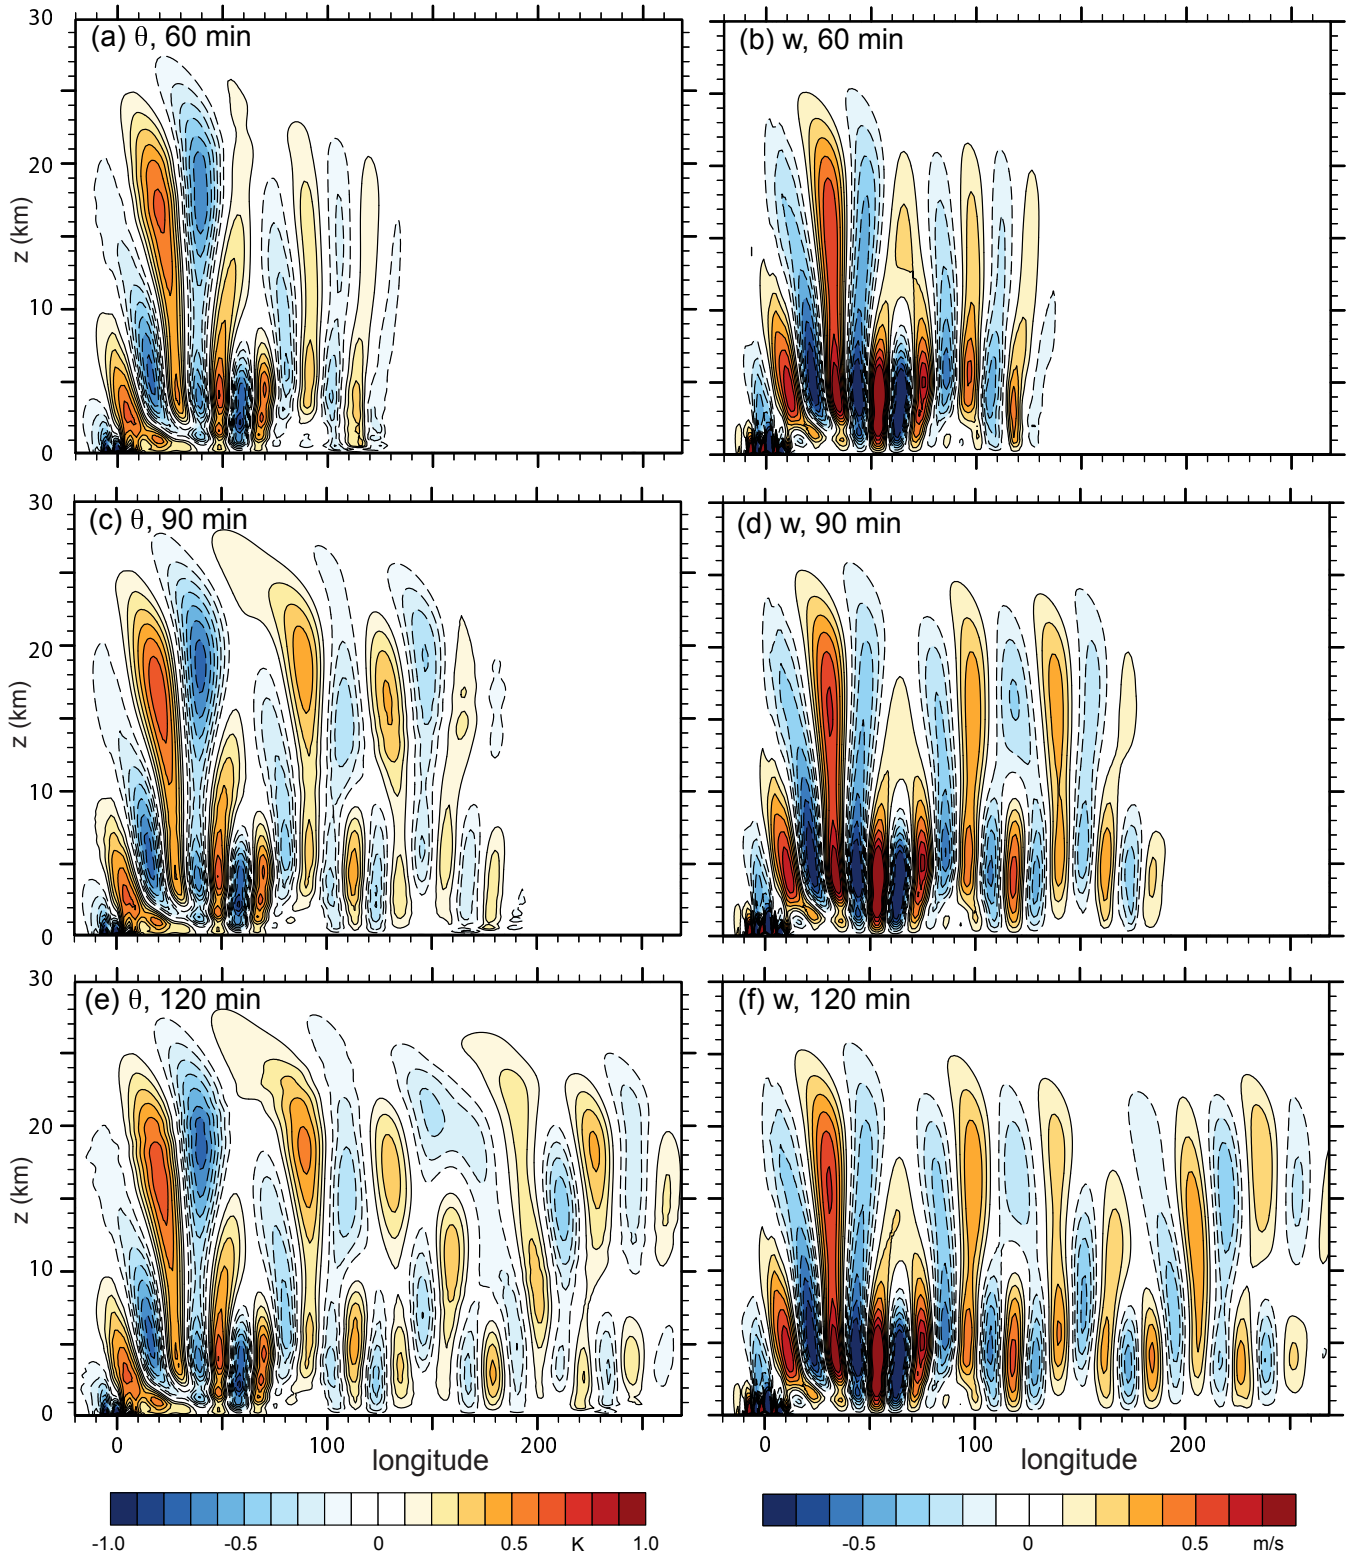 30
(a) θ, 60 min
(b) w, 60 min
20
z (km)
10
0
30
(c) θ, 90 min
(d) w, 90 min
20
z (km)
10
0
30
(e) θ, 120 min
(f) w, 120 min
20
z (km)
10
0
0 100 200
0 100 200
longitude
longitude
-1.0 -0.5 0 0.5 K 1.0
-0.5 0 0.5 m/s